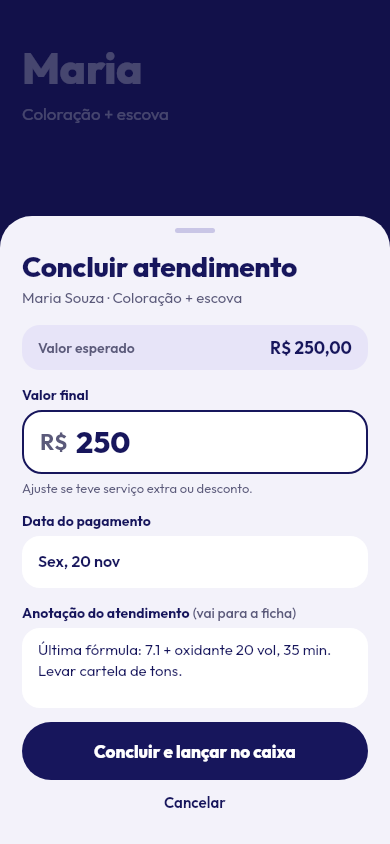 Maria
Coloração + escova
Concluir atendimento
Maria Souza · Coloração + escova
Valor esperado R$ 250,00
Valor final
R$ 250
Ajuste se teve serviço extra ou desconto.
Data do pagamento
Sex, 20 nov
Anotação do atendimento (vai para a ficha)
Última fórmula: 7.1 + oxidante 20 vol, 35 min.
Levar cartela de tons.
Concluir e lançar no caixa
Cancelar